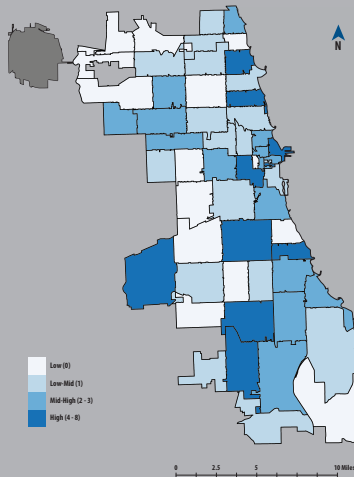 N
Low (0)
Low-Mid (1)
Mid-High (2 - 3)
High (4 - 8)
0 2.5 5 10 Miles